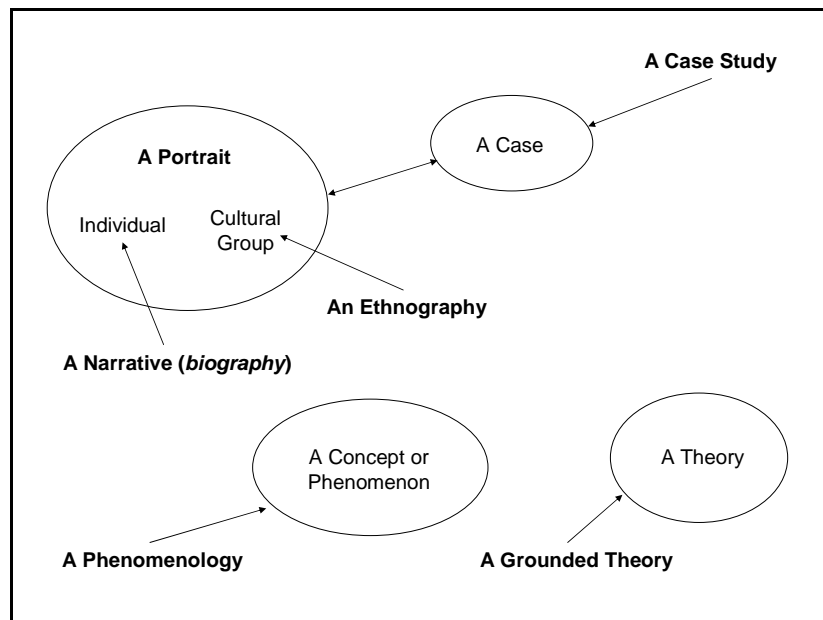 A Case Study
A Case
A Portrait
Individual
Cultural
Group
An Ethnography
A Narrative (biography)
A Concept or
Phenomenon
A Theory
A Phenomenology
A Grounded Theory